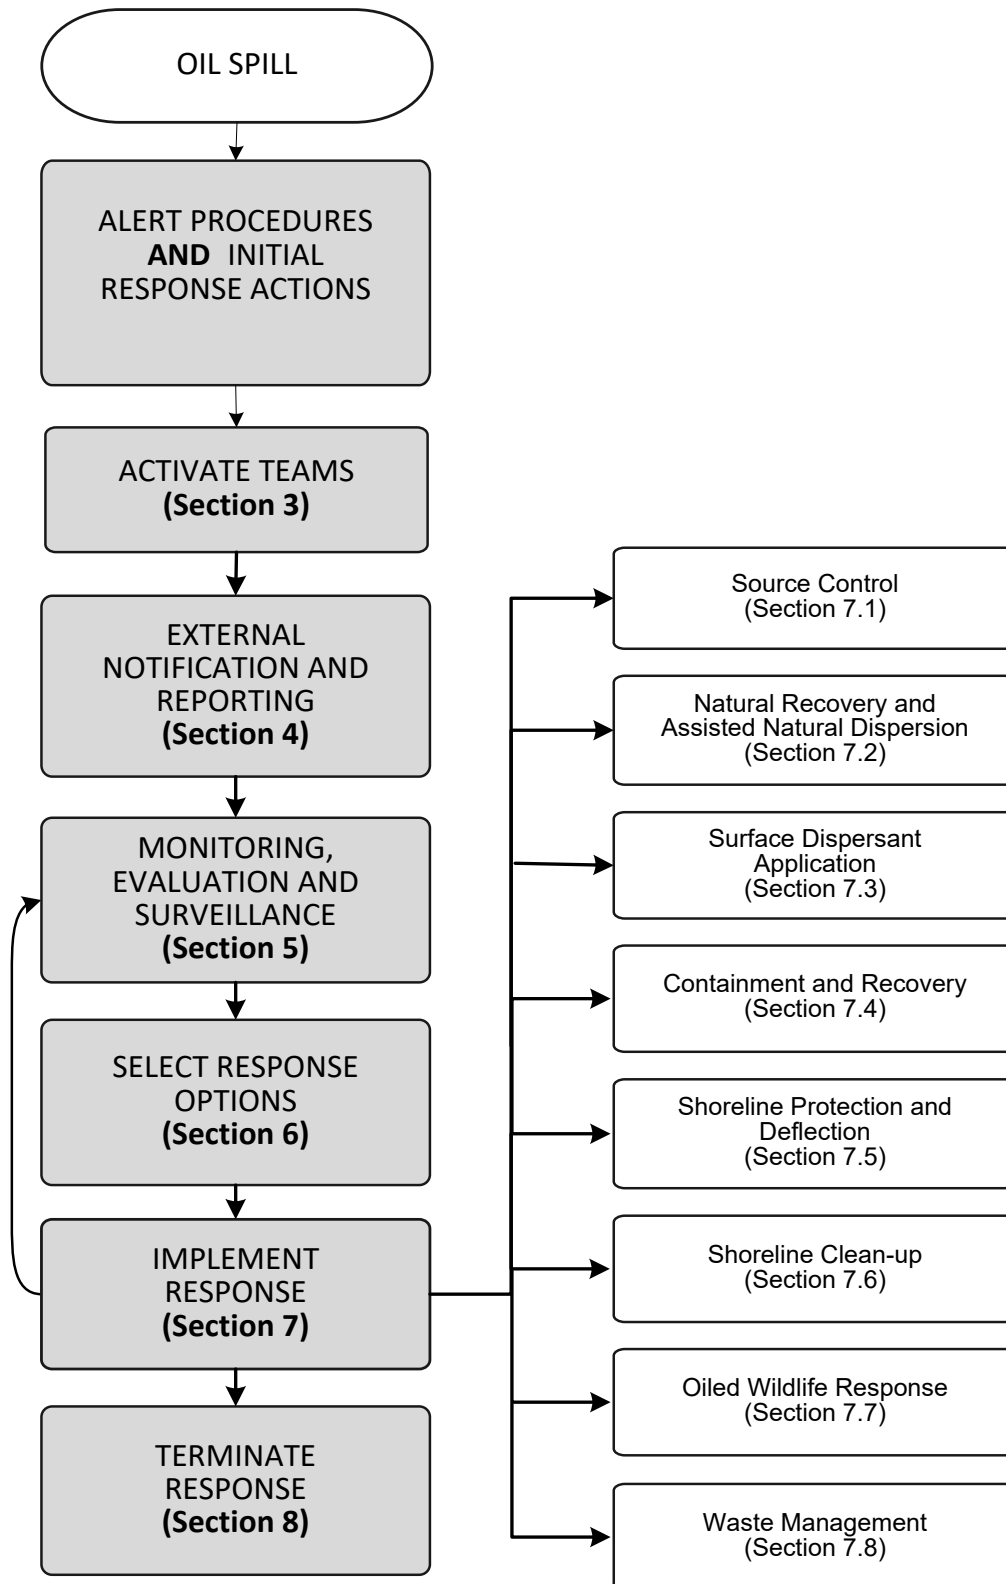 OIL SPILL
ALERT PROCEDURES
AND INITIAL
RESPONSE ACTIONS
ACTIVATE TEAMS
(Section 3)
EXTERNAL
NOTIFICATION AND
REPORTING
(Section 4)
MONITORING,
EVALUATION AND
SURVEILLANCE
(Section 5)
SELECT RESPONSE
OPTIONS
(Section 6)
IMPLEMENT
RESPONSE
(Section 7)
TERMINATE
RESPONSE
(Section 8)
Source Control
(Section 7.1)
Natural Recovery and
Assisted Natural Dispersion
(Section 7.2)
Surface Dispersant
Application
(Section 7.3)
Containment and Recovery
(Section 7.4)
Shoreline Protection and
Deflection
(Section 7.5)
Shoreline Clean-up
(Section 7.6)
Oiled Wildlife Response
(Section 7.7)
Waste Management
(Section 7.8)